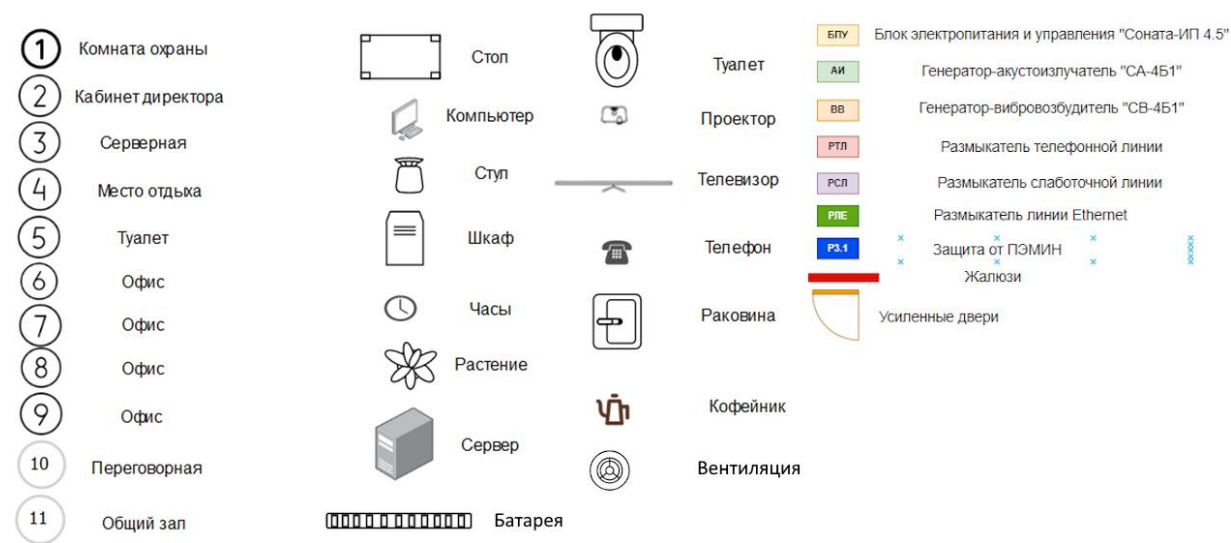 1 Комната охраны
2 Кабинет директора
3 Серверная
4 Место отдыха
5 Туалет
6 Офис
7 Офис
8 Офис
9 Офис
10 Переговорная
11 Общий зал
Стол
Компьютер
Стул
Шкаф
Часы
Растение
Сервер
Батарея
Туалет
Проектор
Телевизор
Телефон
Раковина
Кофейник
Вентиляция
БПУ Блок электропитания и управления "Соната-ИП 4.5"
АИ Генератор-акустоизлучатель "СА-4Б1"
ВВ Генератор-вибровозбудитель "СВ-4Б1"
РТЛ Размыкатель телефонной линии
РСЛ Размыкатель слаботочной линии
РЛЕ Размыкатель линии Ethernet
Р3.1 Защита от ПЭМИН
Жалюзи
Усиленные двери